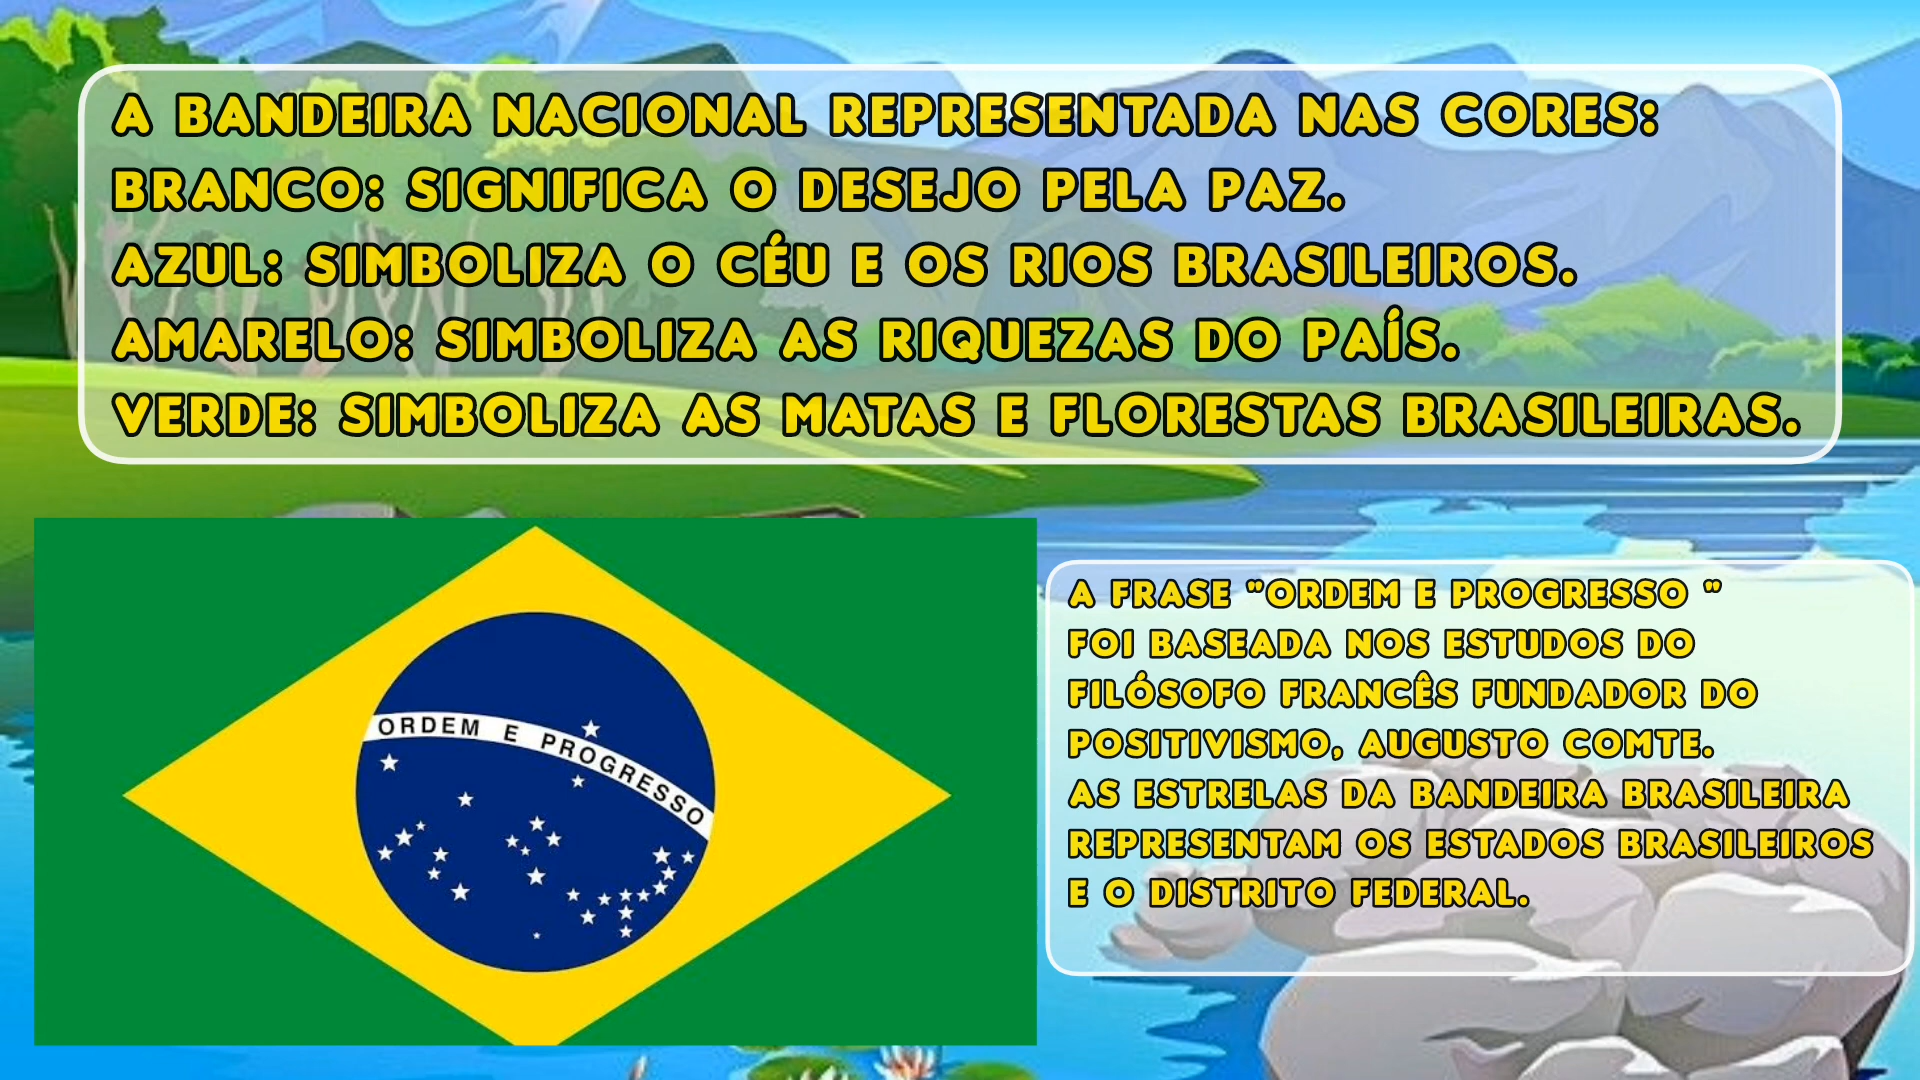 A BANDEIRA NACIONAL REPRESENTADA NAS CORES:
BRANCO: SIGNIFICA O DESEJO PELA PAZ.
AZUL: SIMBOLIZA O CÉU E OS RIOS BRASILEIROS.
AMARELO: SIMBOLIZA AS RIQUEZAS DO PAÍS.
VERDE: SIMBOLIZA AS MATAS E FLORESTAS BRASILEIRAS.
ORDEM E PROGRESSO
A FRASE "ORDEM E PROGRESSO "
FOI BASEADA NOS ESTUDOS DO
FILÓSOFO FRANCÊS FUNDADOR DO
POSITIVISMO, AUGUSTO COMTE.
AS ESTRELAS DA BANDEIRA BRASILEIRA
REPRESENTAM OS ESTADOS BRASILEIROS
E O DISTRITO FEDERAL.